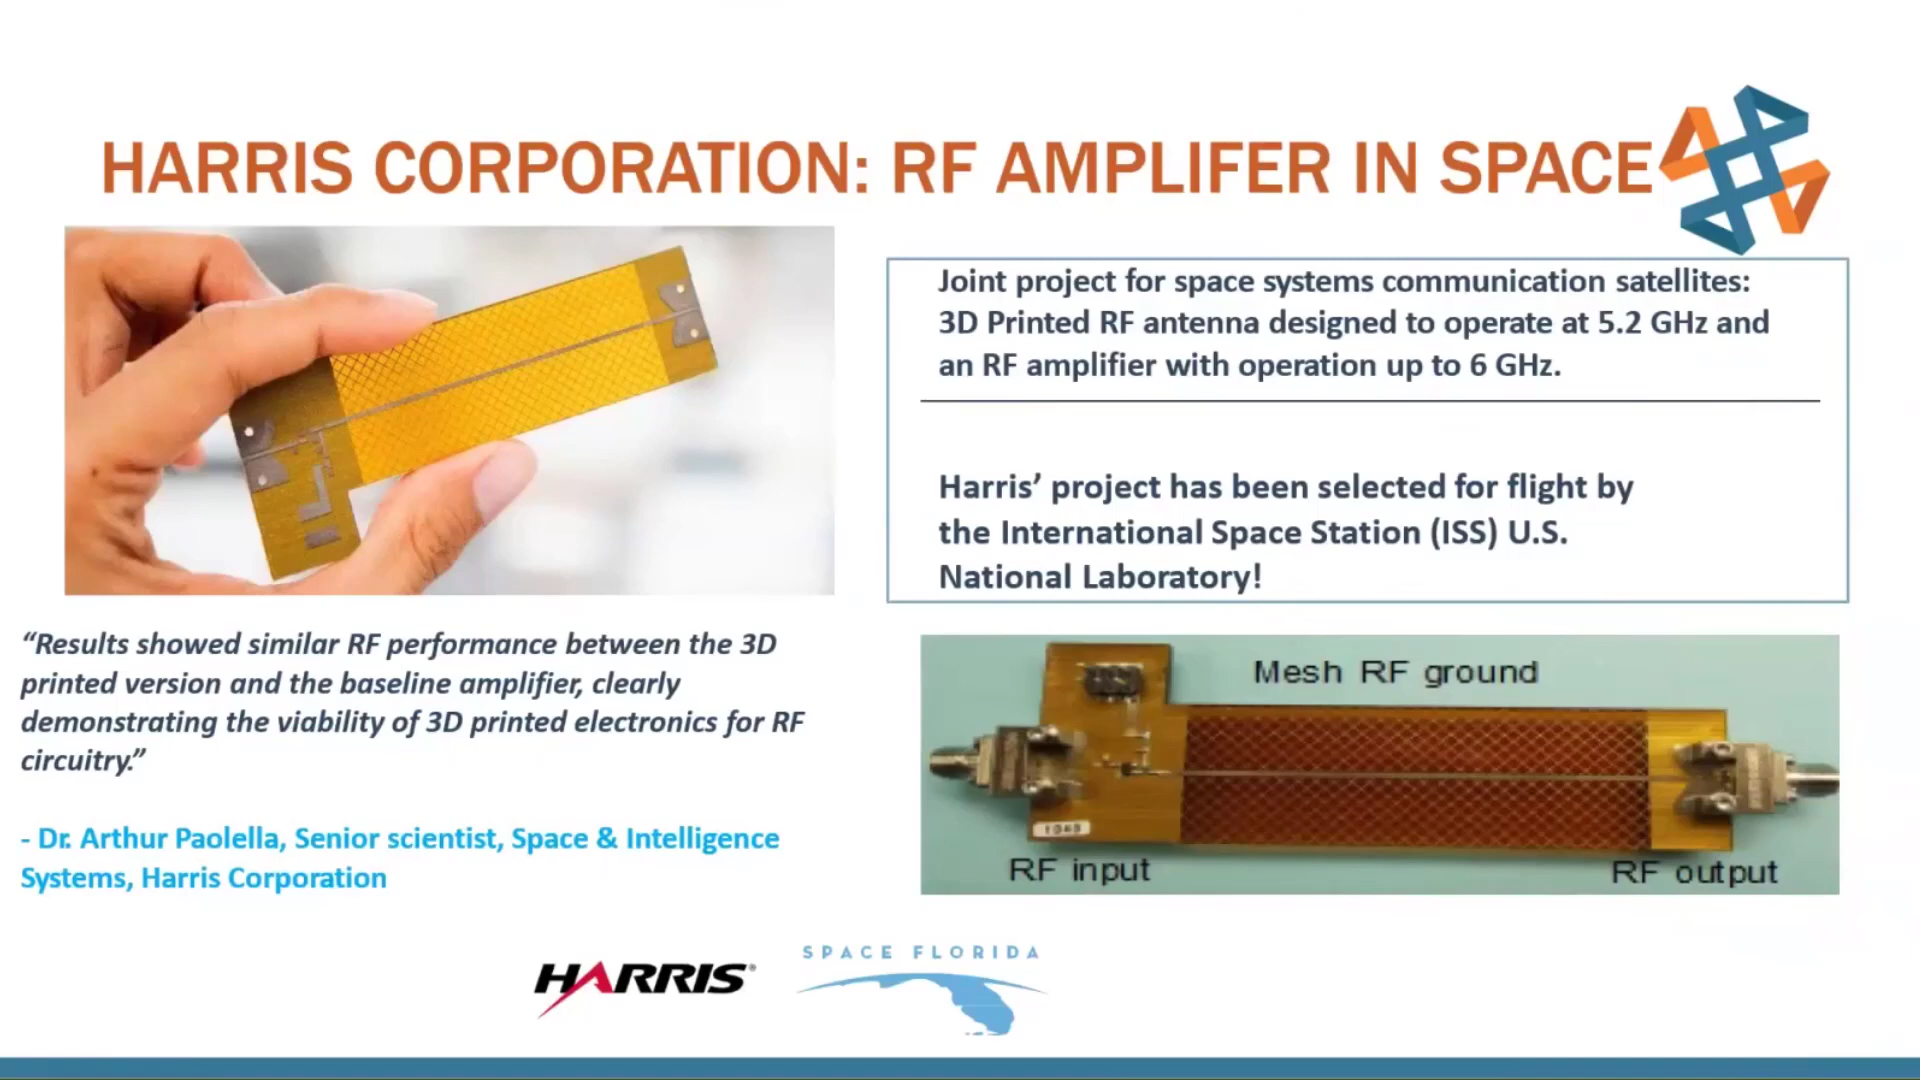 HARRIS CORPORATION: RF AMPLIFER IN SPACE
Joint project for space systems communication satellites:
3D Printed RF antenna designed to operate at 5.2 GHz and
an RF amplifier with operation up to 6 GHz.
Harris’ project has been selected for flight by
the International Space Station (ISS) U.S.
National Laboratory!
“Results showed similar RF performance between the 3D
printed version and the baseline amplifier, clearly
demonstrating the viability of 3D printed electronics for RF
circuitry.”
- Dr. Arthur Paolella, Senior scientist, Space & Intelligence
Systems, Harris Corporation
Mesh RF ground
RF input
RF output
HARRIS®
SPACE FLORIDA